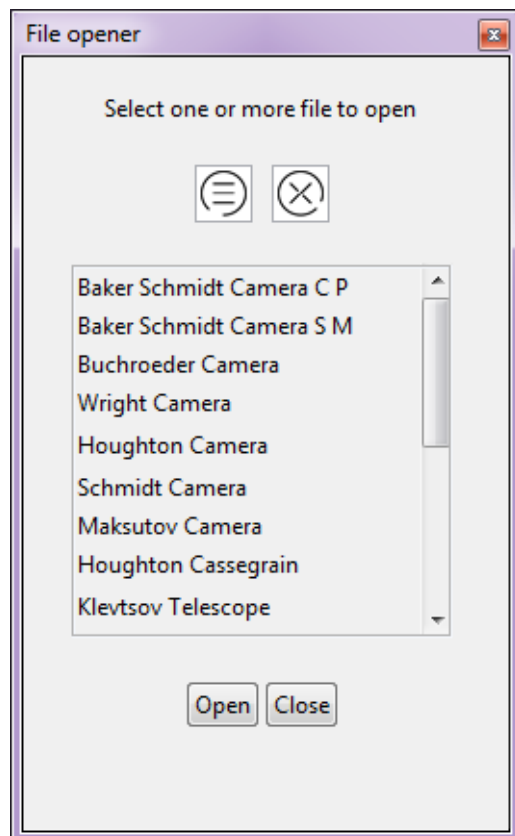 File opener
Select one or more file to open
Baker Schmidt Camera C P
Baker Schmidt Camera S M
Buchroeder Camera
Wright Camera
Houghton Camera
Schmidt Camera
Maksutov Camera
Houghton Cassegrain
Klevtsov Telescope
Open Close